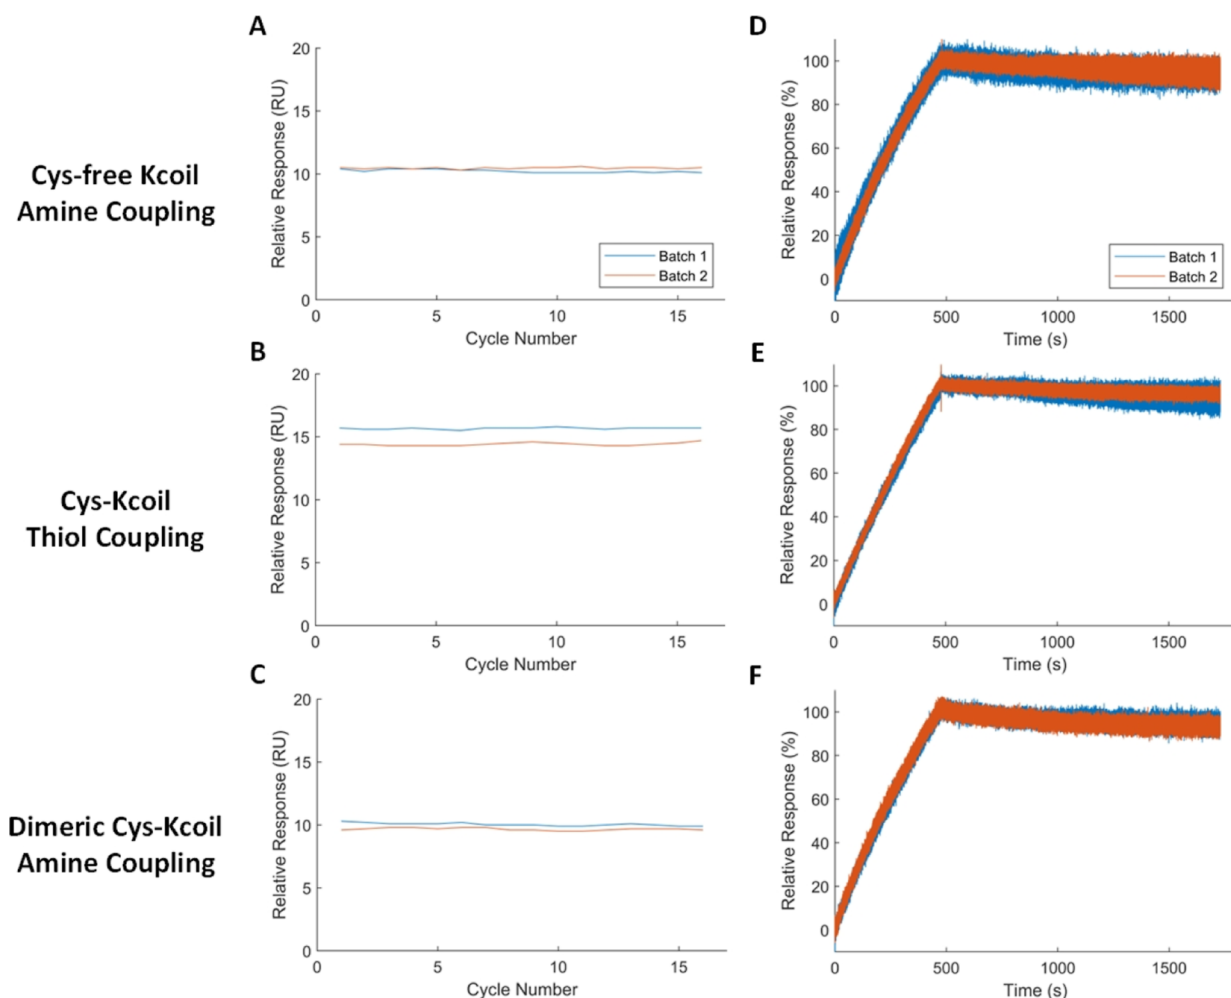 A
20
15
10
5
0
Relative Response (RU)
Batch 1
Batch 2
0 5 10 15
Cycle Number
D
100
80
60
40
20
0
Relative Response (%)
Batch 1
Batch 2
0 500 1000 1500
Time (s)
Cys-free Kcoil
Amine Coupling
B
20
15
10
5
0
Relative Response (RU)
0 5 10 15
Cycle Number
E
100
80
60
40
20
0
Relative Response (%)
0 500 1000 1500
Time (s)
Cys-Kcoil
Thiol Coupling
C
20
15
10
5
0
Relative Response (RU)
0 5 10 15
Cycle Number
F
100
80
60
40
20
0
Relative Response (%)
0 500 1000 1500
Time (s)
Dimeric Cys-Kcoil
Amine Coupling